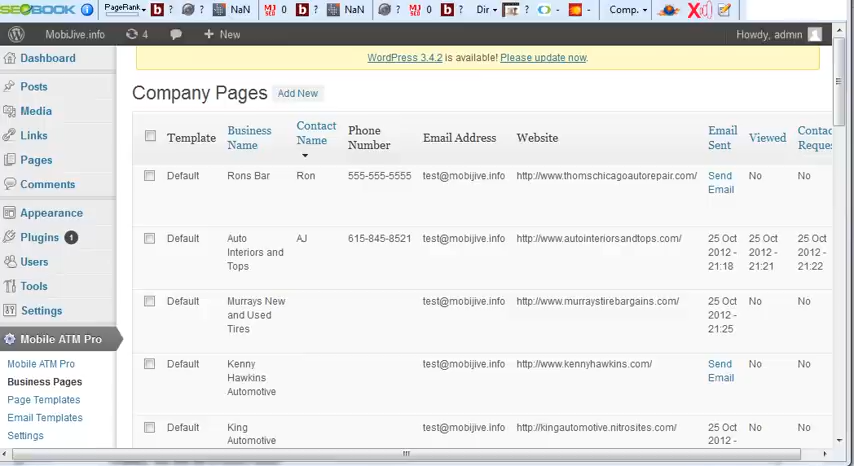 SEOBOOK PageRank ? ? NaN 0 ? NaN ? 0 ? Dir - - Comp.
MobiJive.info 4 + New Howdy, admin
WordPress 3.4.2 is available! Please update now.
Dashboard
Posts
Media
Links
Pages
Comments
Appearance
Plugins 1
Users
Tools
Settings
Mobile ATM Pro
Mobile ATM Pro
Business Pages
Page Templates
Email Templates
Settings
Company Pages Add New
Template Business Name Contact Name Phone Number Email Address Website Email Sent Viewed Contac Reques
Default Rons Bar Ron 555-555-5555 test@mobijive.info http://www.thomschicagoautorepair.com/ Send Email No No
Default Auto Interiors and Tops AJ 615-845-8521 test@mobijive.info http://www.autointeriorsandtops.com/ 25 Oct 2012 - 21:18 25 Oct 2012 - 21:21 25 Oct 2012 - 21:22
Default Murrays New and Used Tires test@mobijive.info http://www.murraystirebargains.com/ 25 Oct 2012 - 21:25 No No
Default Kenny Hawkins Automotive test@mobijive.info http://www.kennyhawkins.com/ Send Email No No
Default King Automotive test@mobijive.info http://kingautomotive.nitrosites.com/ 25 Oct 2012 - No No